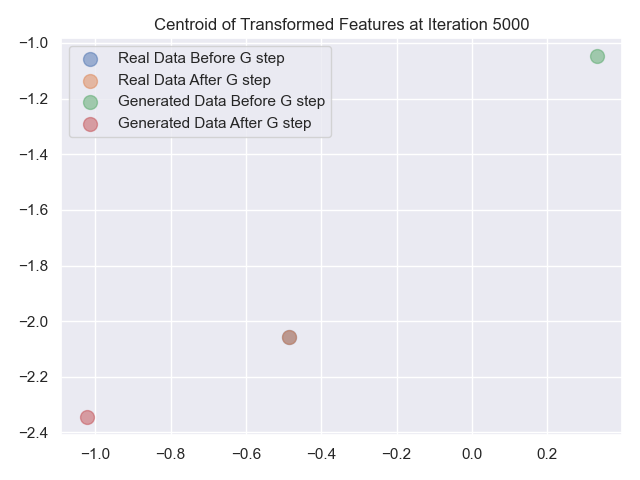 Centroid of Transformed Features at Iteration 5000
Real Data Before G step
Real Data After G step
Generated Data Before G step
Generated Data After G step
−1.0
−1.2
−1.4
−1.6
−1.8
−2.0
−2.2
−2.4
−1.0 −0.8 −0.6 −0.4 −0.2 0.0 0.2